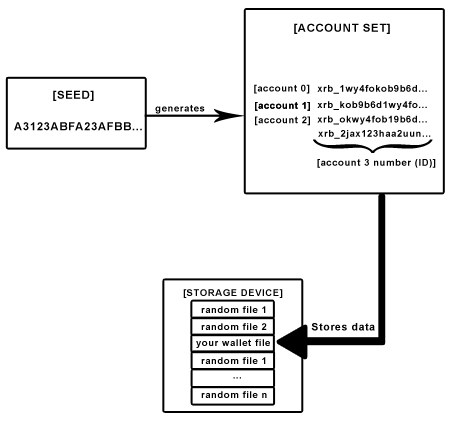 [ACCOUNT SET]
[SEED]
A3123ABFA23AFBB...
generates
[account 0] xrb_1wy4fokob9b6d...
[account 1] xrb_kob9b6d1wy4fo...
[account 2] xrb_okwy4fob19b6d...
xrb_2jax123haa2uun...
[account 3 number (ID)]
[STORAGE DEVICE]
random file 1
random file 2
your wallet file
random file 1
...
random file n
Stores data